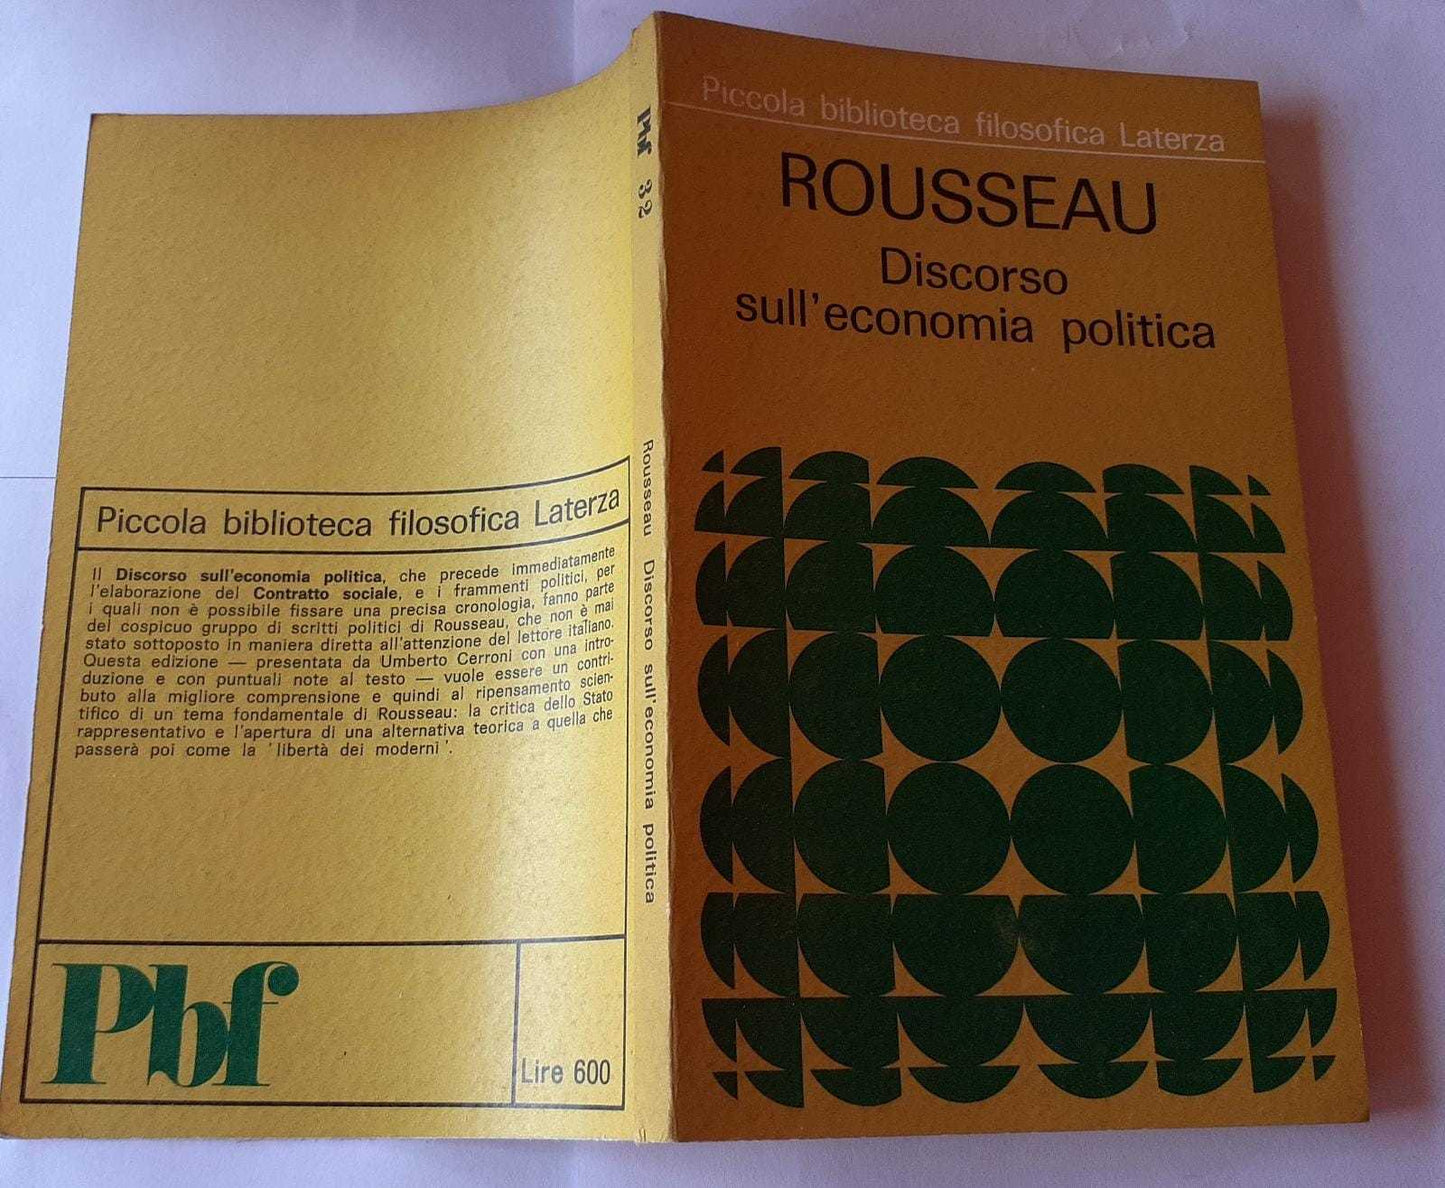 Piccola biblioteca filosofica Laterza
Il Discorso sull'economia politica, che precede immediatamente
l'elaborazione del Contratto sociale, e i frammenti politici, per
i quali non è possibile fissare una precisa cronologia, fanno parte
del cospicuo gruppo di scritti politici di Rousseau, che non è mai
stato sottoposto in maniera diretta all'attenzione del lettore italiano.
Questa edizione — presentata da Umberto Cerroni con una intro-
duzione e con puntuali note al testo — vuole essere un contri-
buto alla migliore comprensione e quindi al ripensamento scien-
tifico di un tema fondamentale di Rousseau: la critica dello Stato
rappresentativo e l'apertura di una alternativa teorica a quella che
passerà poi come la 'libertà dei moderni'.
Pbf
Lire 600
Pbf 32
Rousseau Discorso sull'economia politica
Piccola biblioteca filosofica Laterza
ROUSSEAU
Discorso
sull'economia politica